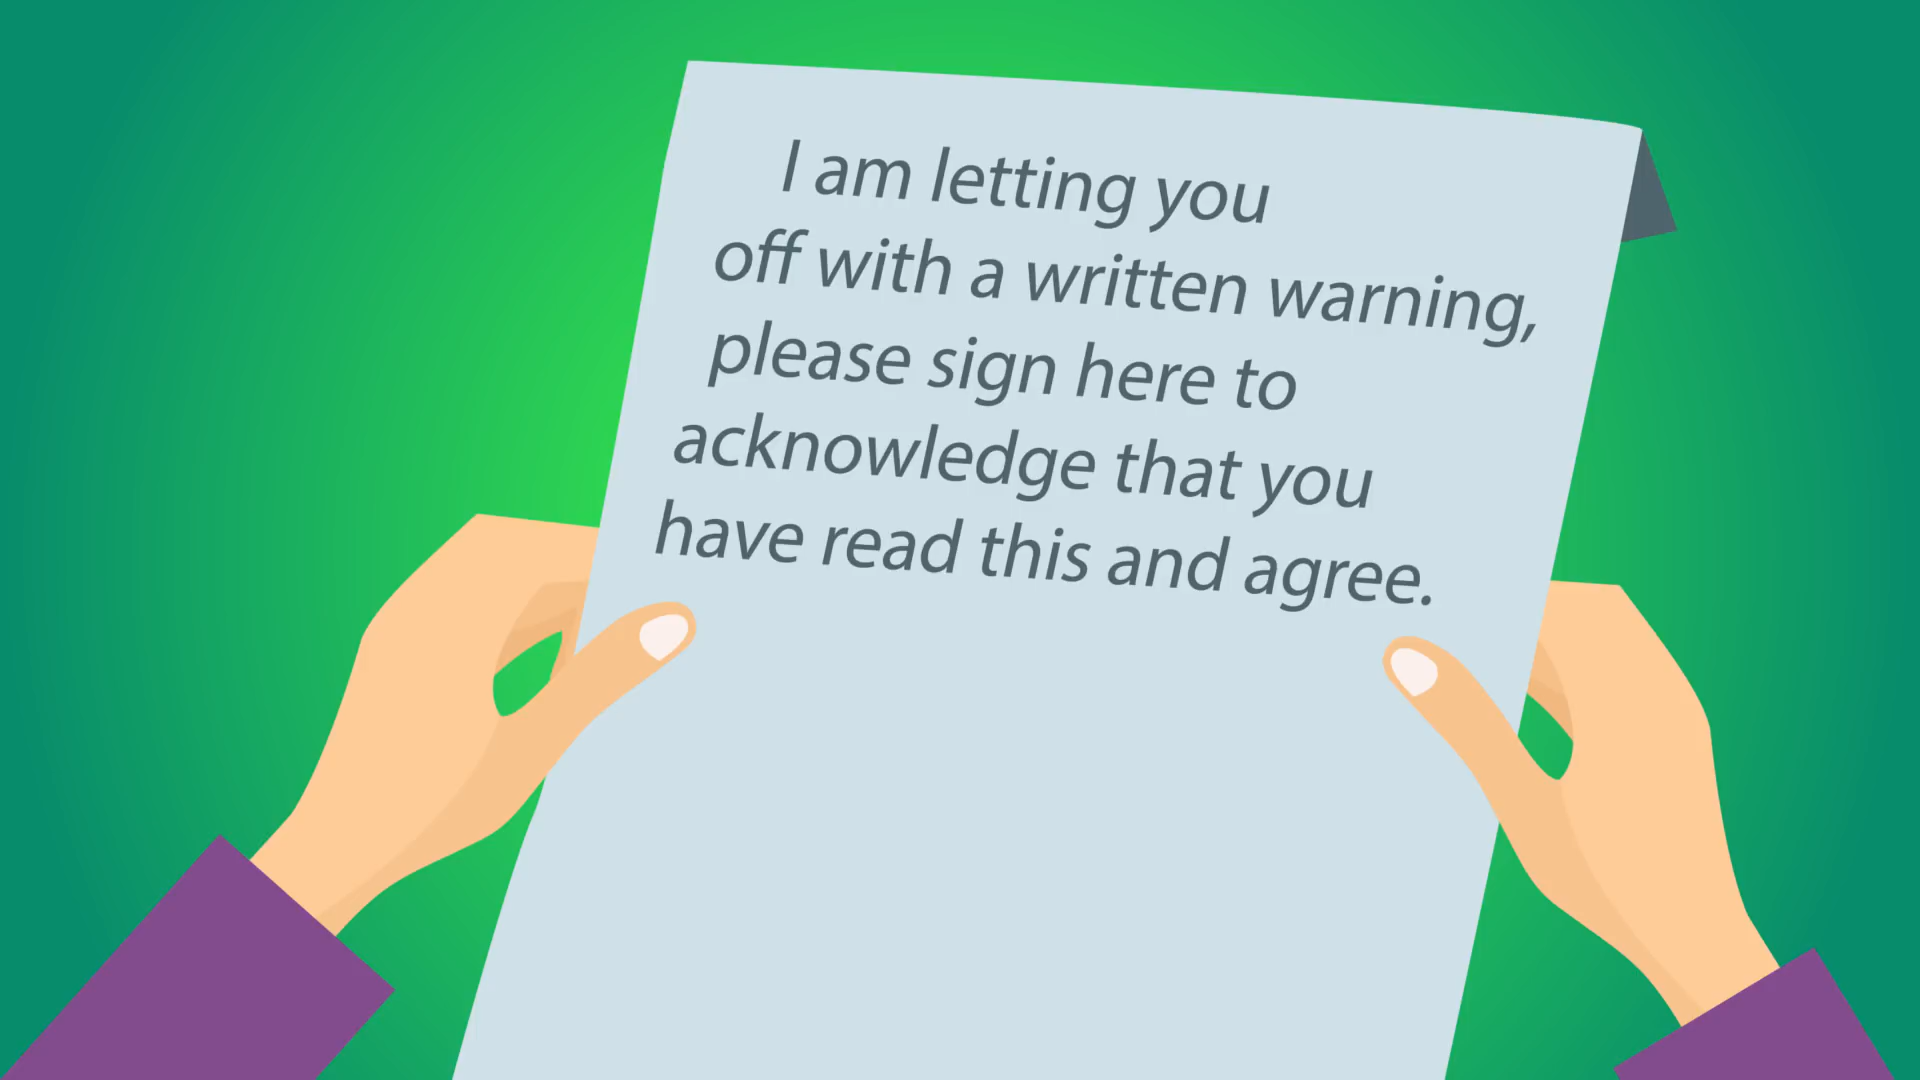 I am letting you
off with a written warning,
please sign here to
acknowledge that you
have read this and agree.